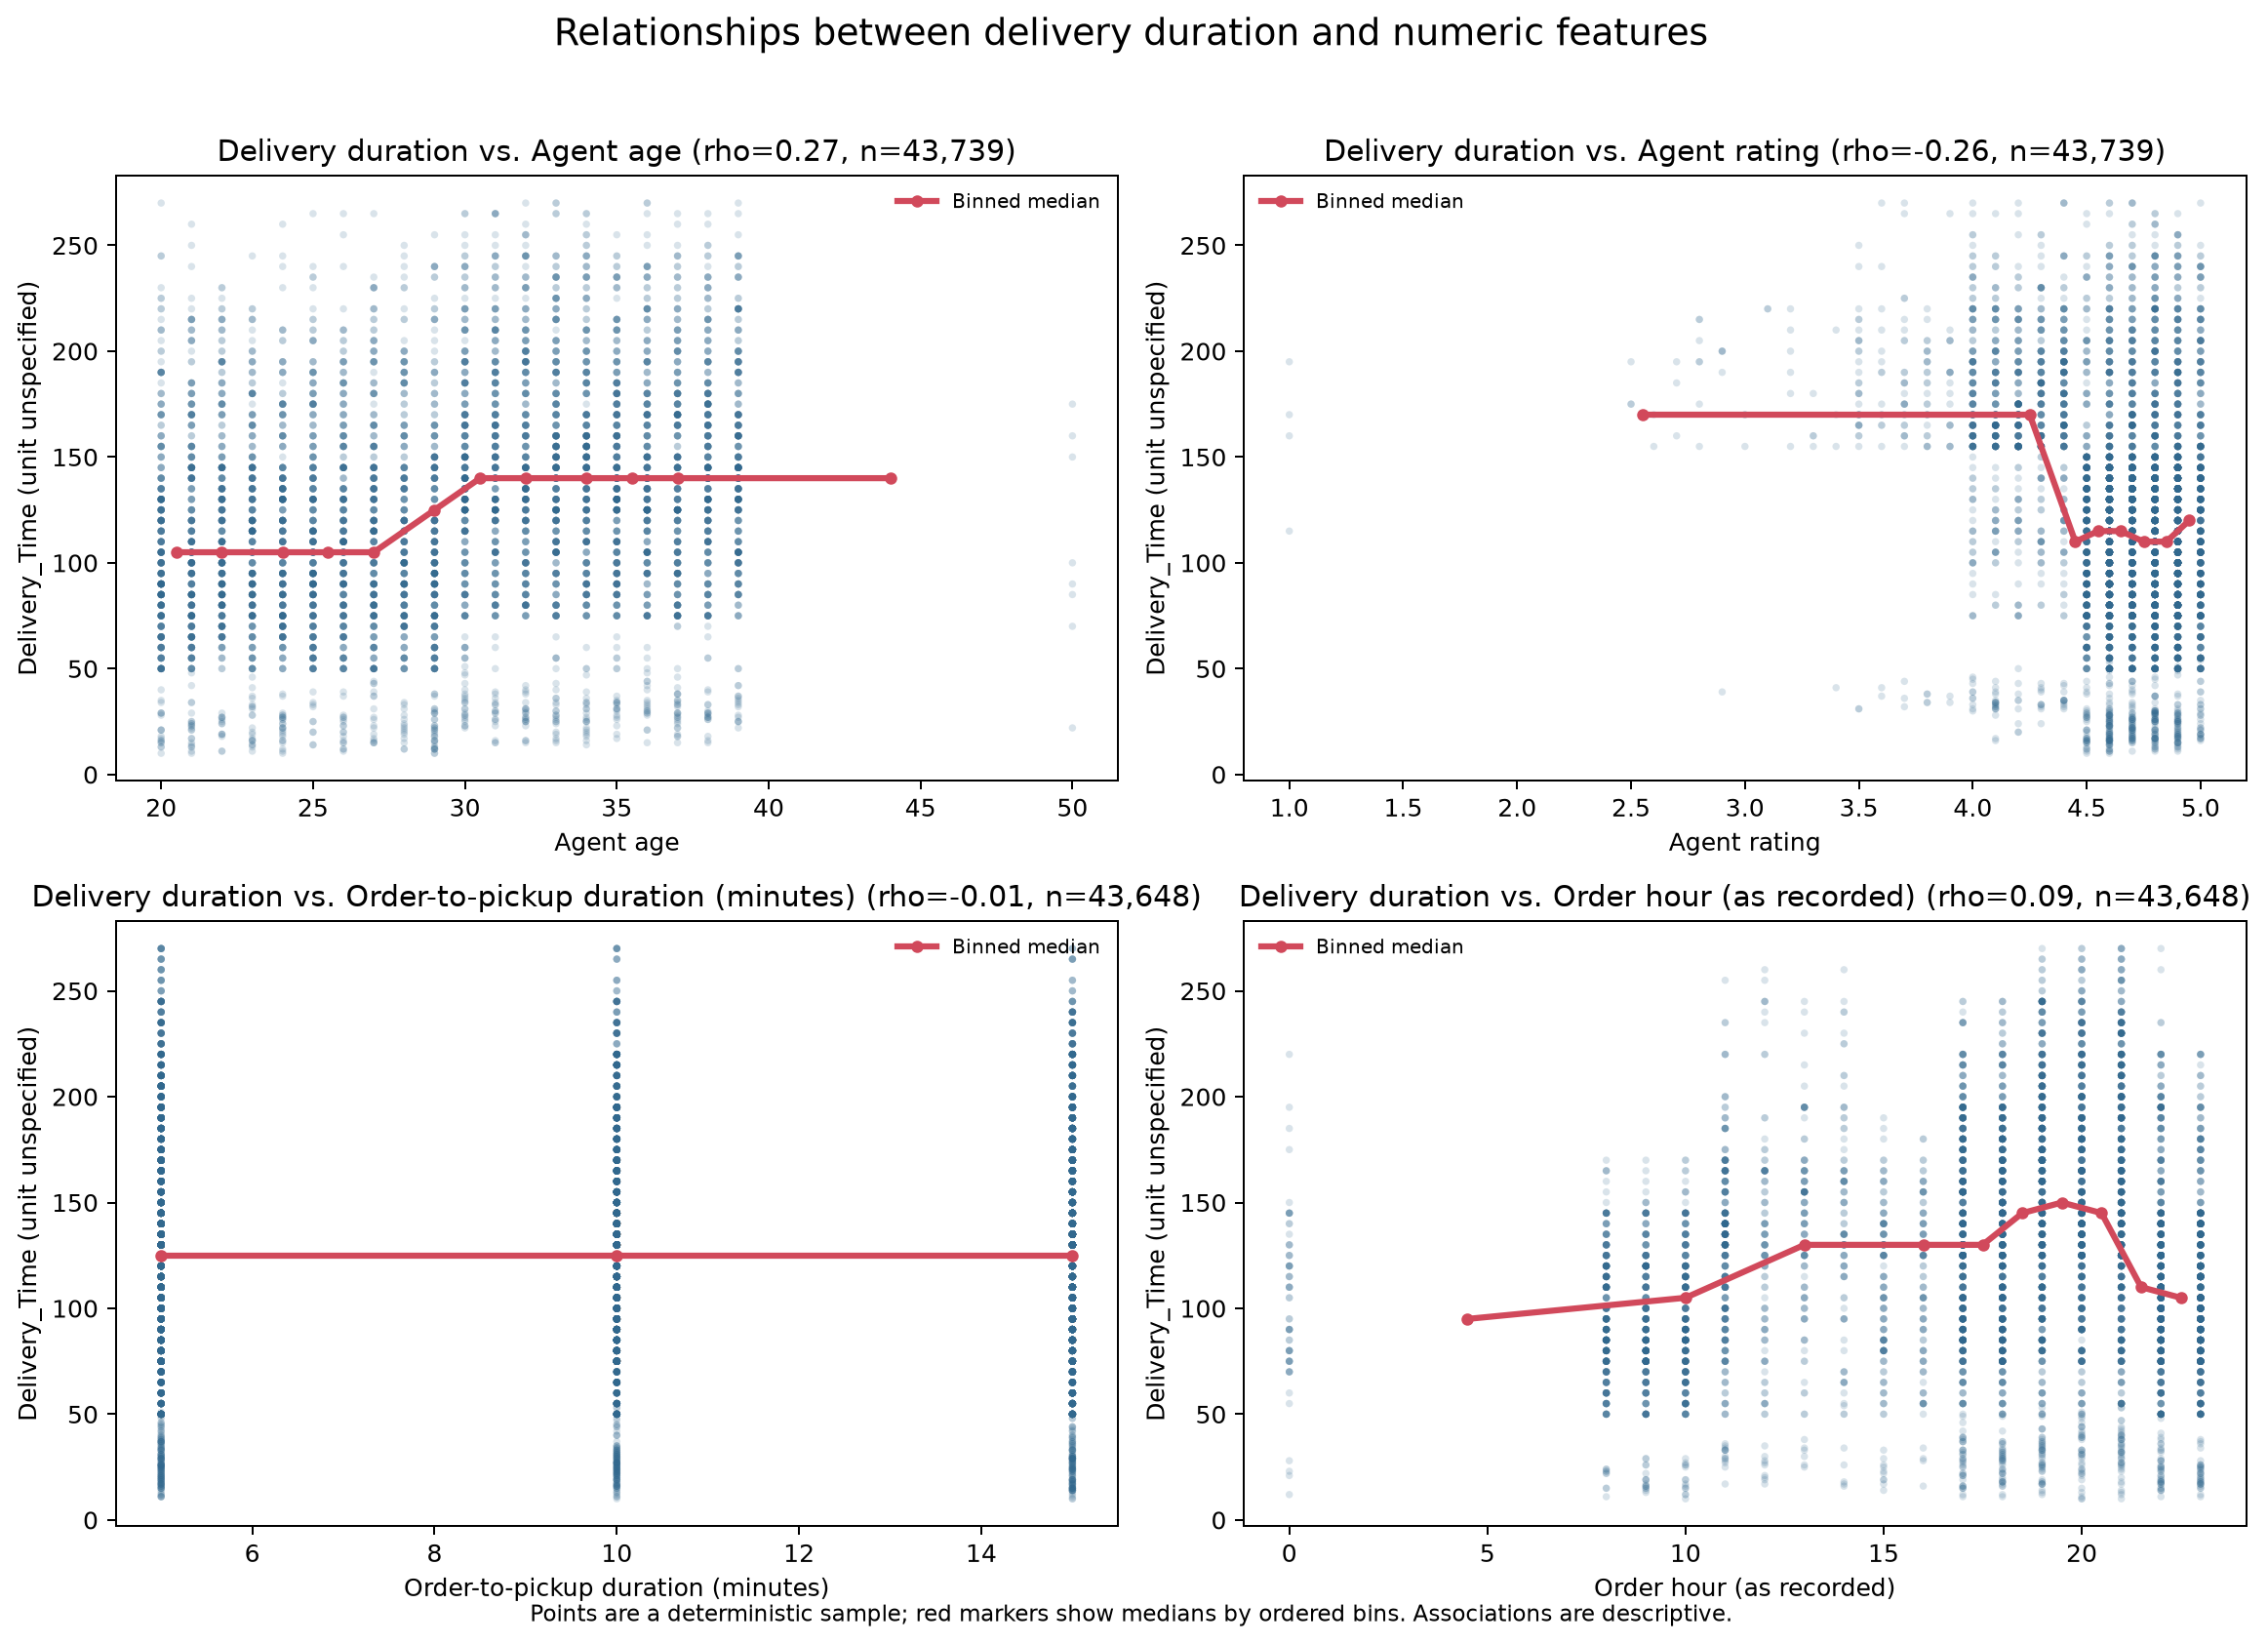 Relationships between delivery duration and numeric features
Delivery duration vs. Agent age (rho=0.27, n=43,739)
Binned median
Delivery_Time (unit unspecified)
250
200
150
100
50
0
20 25 30 35 40 45 50
Agent age
Delivery duration vs. Agent rating (rho=-0.26, n=43,739)
Binned median
Delivery_Time (unit unspecified)
250
200
150
100
50
0
1.0 1.5 2.0 2.5 3.0 3.5 4.0 4.5 5.0
Agent rating
Delivery duration vs. Order-to-pickup duration (minutes) (rho=-0.01, n=43,648)
Binned median
Delivery_Time (unit unspecified)
250
200
150
100
50
0
6 8 10 12 14
Order-to-pickup duration (minutes)
Delivery duration vs. Order hour (as recorded) (rho=0.09, n=43,648)
Binned median
Delivery_Time (unit unspecified)
250
200
150
100
50
0
0 5 10 15 20
Order hour (as recorded)
Points are a deterministic sample; red markers show medians by ordered bins. Associations are descriptive.